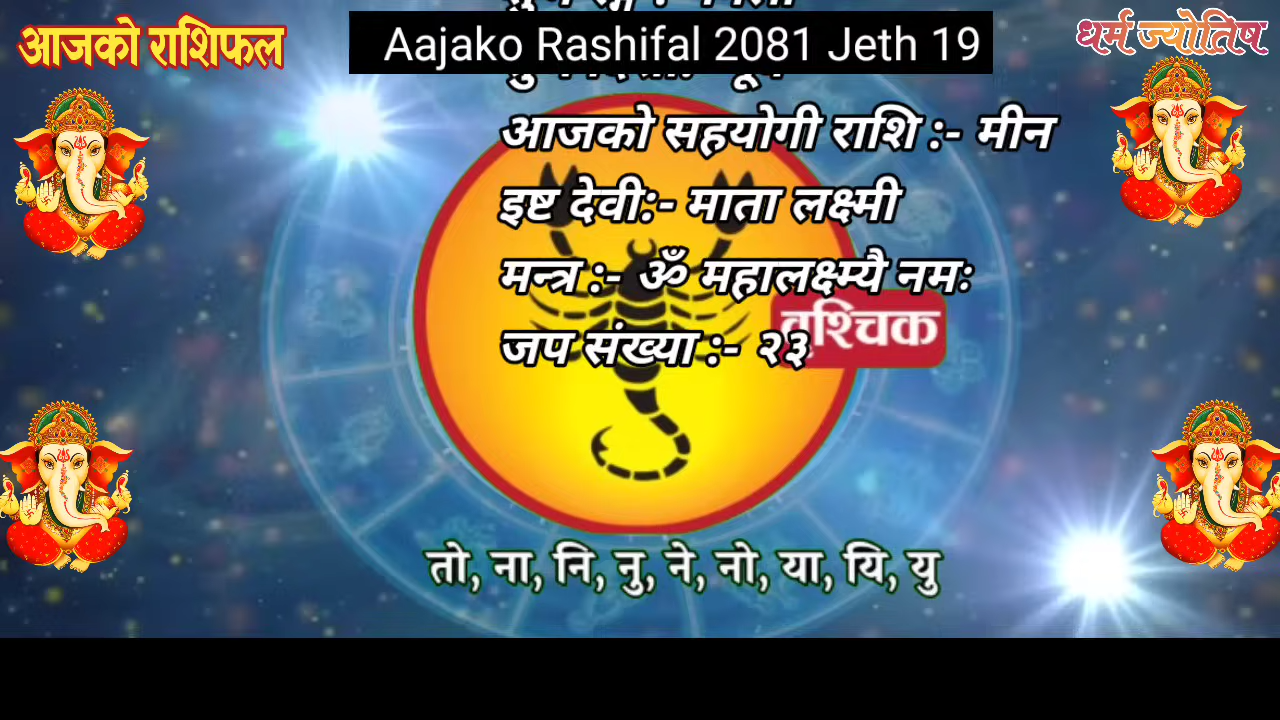 आजको राशिफल
Aajako Rashifal 2081 Jeth 19
धर्म ज्योतिष
आजको सहयोगी राशि :- मीन
इष्ट देवी:- माता लक्ष्मी
मन्त्र :- ॐ महालक्ष्म्यै नमः
वृश्चिक
जप संख्या :- २३
तो, ना, नि, नु, ने, नो, या, यि, यु